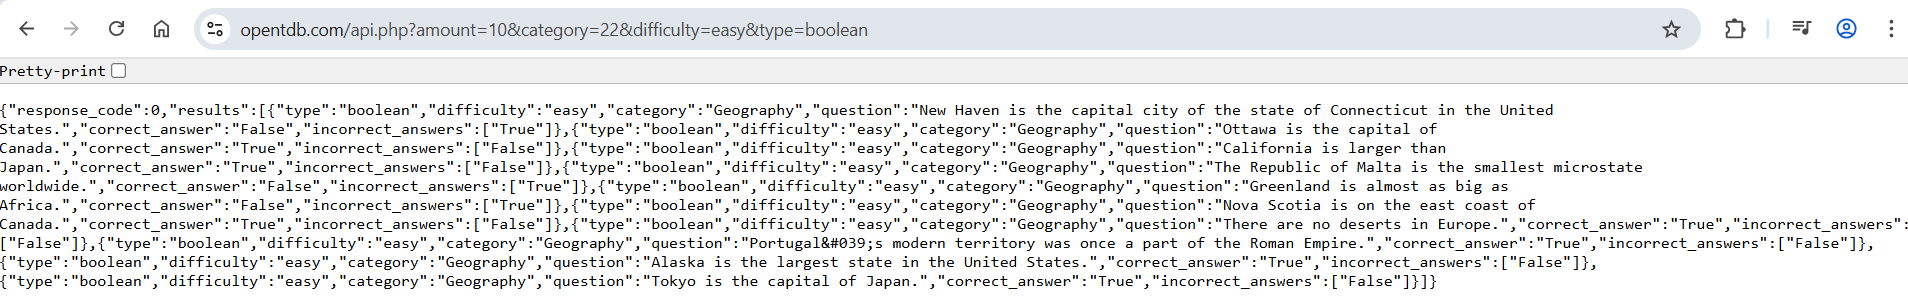 opentdb.com/api.php?amount=10&category=22&difficulty=easy&type=boolean
Pretty-print
{"response_code":0,"results":[{"type":"boolean","difficulty":"easy","category":"Geography","question":"New Haven is the capital city of the state of Connecticut in the United
States.","correct_answer":"False","incorrect_answers":["True"]},{"type":"boolean","difficulty":"easy","category":"Geography","question":"Ottawa is the capital of
Canada.","correct_answer":"True","incorrect_answers":["False"]},{"type":"boolean","difficulty":"easy","category":"Geography","question":"California is larger than
Japan.","correct_answer":"True","incorrect_answers":["False"]},{"type":"boolean","difficulty":"easy","category":"Geography","question":"The Republic of Malta is the smallest microstate
worldwide.","correct_answer":"False","incorrect_answers":["True"]},{"type":"boolean","difficulty":"easy","category":"Geography","question":"Greenland is almost as big as
Africa.","correct_answer":"False","incorrect_answers":["True"]},{"type":"boolean","difficulty":"easy","category":"Geography","question":"Nova Scotia is on the east coast of
Canada.","correct_answer":"True","incorrect_answers":["False"]},{"type":"boolean","difficulty":"easy","category":"Geography","question":"There are no deserts in Europe.","correct_answer":"True","incorrect_answers":
["False"]},{"type":"boolean","difficulty":"easy","category":"Geography","question":"Portugal&#039;s modern territory was once a part of the Roman Empire.","correct_answer":"True","incorrect_answers":["False"]},
{"type":"boolean","difficulty":"easy","category":"Geography","question":"Alaska is the largest state in the United States.","correct_answer":"True","incorrect_answers":["False"]},
{"type":"boolean","difficulty":"easy","category":"Geography","question":"Tokyo is the capital of Japan.","correct_answer":"True","incorrect_answers":["False"]}]}